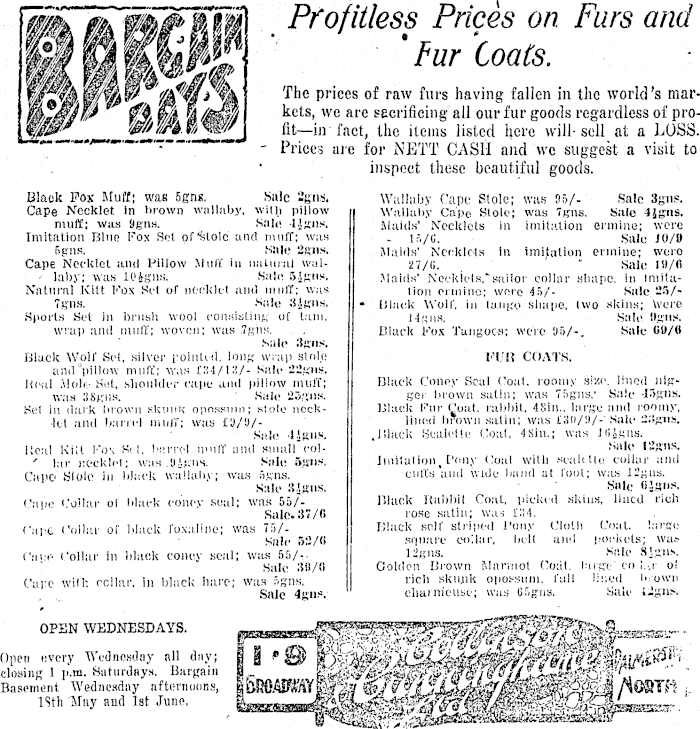 BARGAIN
DAYS
Profitless Prices on Furs and
Fur Coats.
The prices of raw furs having fallen in the world's mar-
kets, we are sacrificing all our fur goods regardless of pro-
fit—in fact, the items listed here will sell at a LOSS.
Prices are for NETT CASH and we suggest a visit to
inspect these beautiful goods.
Black Fox Muff; was 5gns. Sale 2gns.
Cape Necklet in brown wallaby, with pillow
muff; was 9gns. Sale 4½gns.
Imitation Blue Fox Set of stole and muff; was
5gns. Sale 2gns.
Cape Necklet and Pillow Muff in natural wal-
laby; was 10½gns. Sale 5½gns.
Natural Kitt Fox Set of necklet and muff; was
7gns. Sale 3½gns.
Sports Set in brush wool consisting of tam,
wrap and muff; woven; was 7gns.
Sale 3gns.
Black Wolf Set, silver pointed, long wrap stole
and pillow muff; was £34/13/- Sale 22gns.
Real Mole Set, shoulder cape and pillow muff;
was 38gns. Sale 25gns.
Set in dark brown skunk opossum; stole neck-
let and barrel muff; was £9/9/-
Sale 4½gns.
Real Kitt Fox Set, barrel muff and small col-
lar necklet; was 9½gns. Sale 5gns.
Cape Stole in black wallaby; was 5gns.
Sale 3½gns.
Cape Collar of black coney seal; was 55/-
Sale 37/6
Cape Collar of black foxaline; was 75/-
Sale 52/6
Cape Collar in black coney seal; was 55/-
Sale 39/6
Cape with collar, in black hare; was 5gns.
Sale 4gns.
OPEN WEDNESDAYS.
Open every Wednesday all day;
closing 1 p.m. Saturdays. Bargain
Basement Wednesday afternoons,
18th May and 1st June.
Wallaby Cape Stole; was 95/- Sale 3gns.
Wallaby Cape Stole; was 7gns. Sale 4½gns.
Maids' Necklets in imitation ermine; were
15/6. Sale 10/9
Maids' Necklets in imitation ermine; were
27/6. Sale 19/6
Maids' Necklets, sailor collar shape, in imita-
tion ermine; were 45/- Sale 25/-
Black Wolf, in tango shape, two skins; were
14gns. Sale 9gns.
Black Fox Tangoes; were 95/-. Sale 69/6
FUR COATS.
Black Coney Seal Coat, roomy size, lined nig-
ger brown satin; was 75gns. Sale 45gns.
Black Fur Coat, rabbit, 48in., large and roomy,
lined brown satin; was £30/9/- Sale 23gns.
Black Sealette Coat, 48in.; was 16½gns.
Sale 12gns.
Imitation Pony Coat with sealette collar and
cuffs and wide band at foot; was 12gns.
Sale 6½gns.
Black Rabbit Coat, picked skins, lined rich
rose satin; was £34.
Black self striped Pony Cloth Coat, large
square collar, belt and pockets; was
12gns. Sale 8½gns.
Golden Brown Marmot Coat, large collar of
rich skunk opossum, full lined brown
charmeuse; was 65gns. Sale 42gns.
1-9
BROADWAY
Collinson
Cunninghame
Ltd
PALMERSTON
NORTH